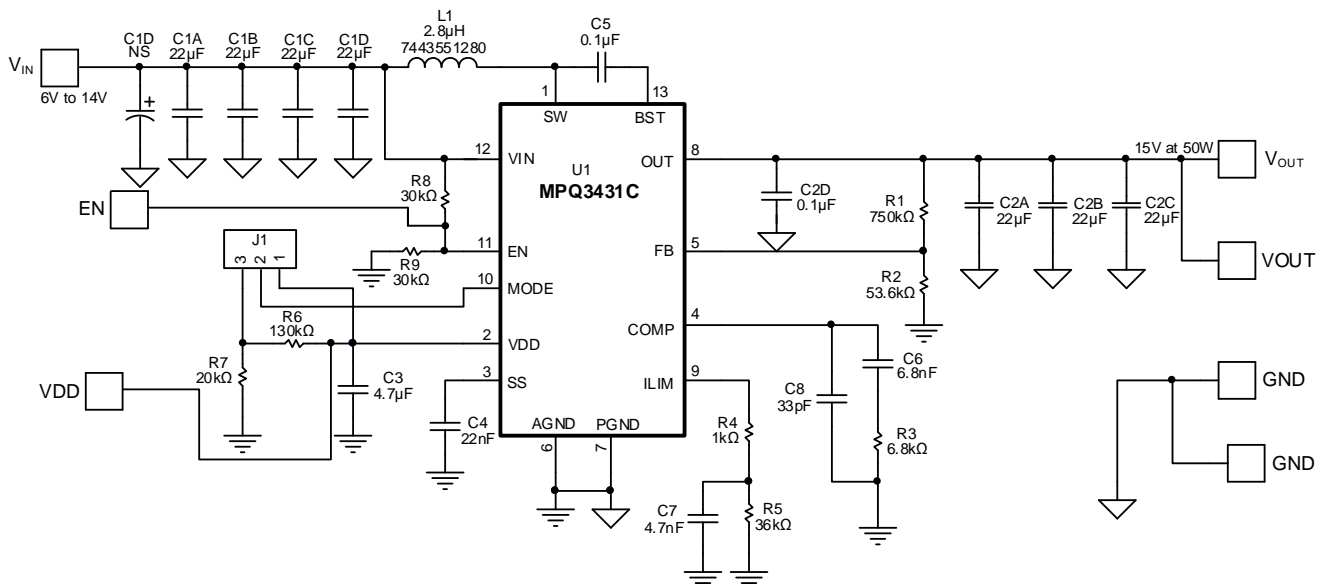 L1
2.8µH
7443551280
C5
0.1µF
C1D
NS
C1A
22µF
C1B
22µF
C1C
22µF
C1D
22µF
VIN
6V to 14V
+
1
SW
13
BST
12
VIN
U1
MPQ3431C
OUT
8
15V at 50W
VOUT
R8
30kΩ
EN
C2D
0.1µF
R1
750kΩ
C2A
22µF
C2B
22µF
C2C
22µF
J1
3 2 1
R9
30kΩ
11
EN
FB
5
VOUT
10
MODE
R2
53.6kΩ
R6
130kΩ
2
VDD
COMP
4
R7
20kΩ
VDD
C3
4.7µF
3
SS
ILIM
9
C6
6.8nF
C8
33pF
GND
C4
22nF
AGND
6
PGND
7
R4
1kΩ
R3
6.8kΩ
GND
C7
4.7nF
R5
36kΩ